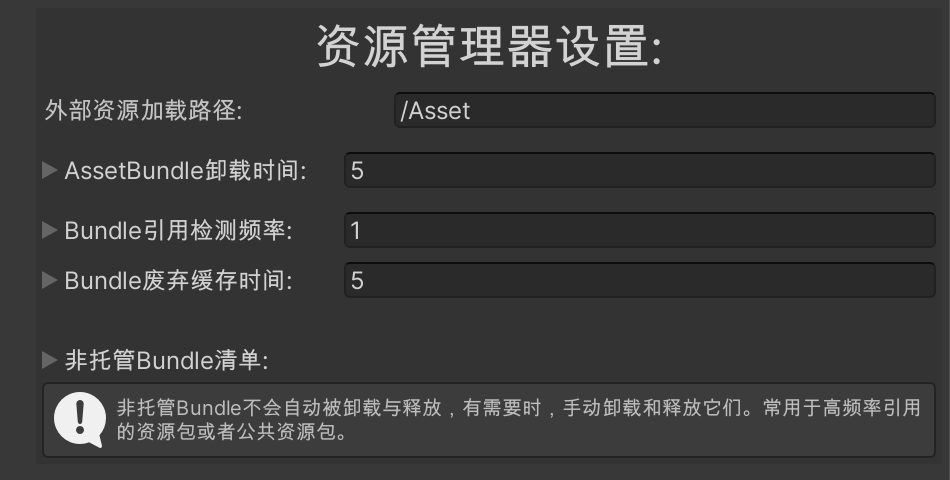 资源管理器设置:
外部资源加载路径: /Asset
AssetBundle卸载时间: 5
Bundle引用检测频率: 1
Bundle废弃缓存时间: 5
非托管Bundle清单:
非托管Bundle不会自动被卸载与释放，有需要时，手动卸载和释放它们。常用于高频率引用
的资源包或者公共资源包。